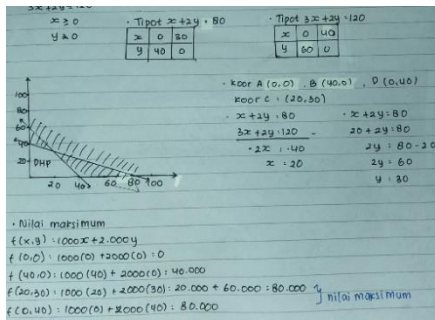 3x+2y=120
x ≥ 0
y ≥ 0
• Tipot x+2y = 80
x 0 30
y 40 0
• Tipot 3x+2y =120
x 0 40
y 60 0
• Koor A (0,0) , B (40,0) , D (0,40)
Koor C : (20,30)
• x+2y : 80
3x +2y :120 -
-2x : -40
x : 20
• x +2y : 80
20 +2y : 80
2y = 80-20
2y = 60
y = 30
100
80
60
40
20
DHP
20 40 60 80 100
• Nilai maksimum
f(x,y) : 1000x + 2.000y
f (0,0) : 1000(0) +2000(0) : 0
f (40,0) : 1000 (40) + 2000(0) : 40.000
f(20,30) : 1000 (20) + 2000(30) : 20.000 + 60.000 : 80.000
f (0,40) : 1000(0) +2000(40) : 80.000
} nilai maksimum